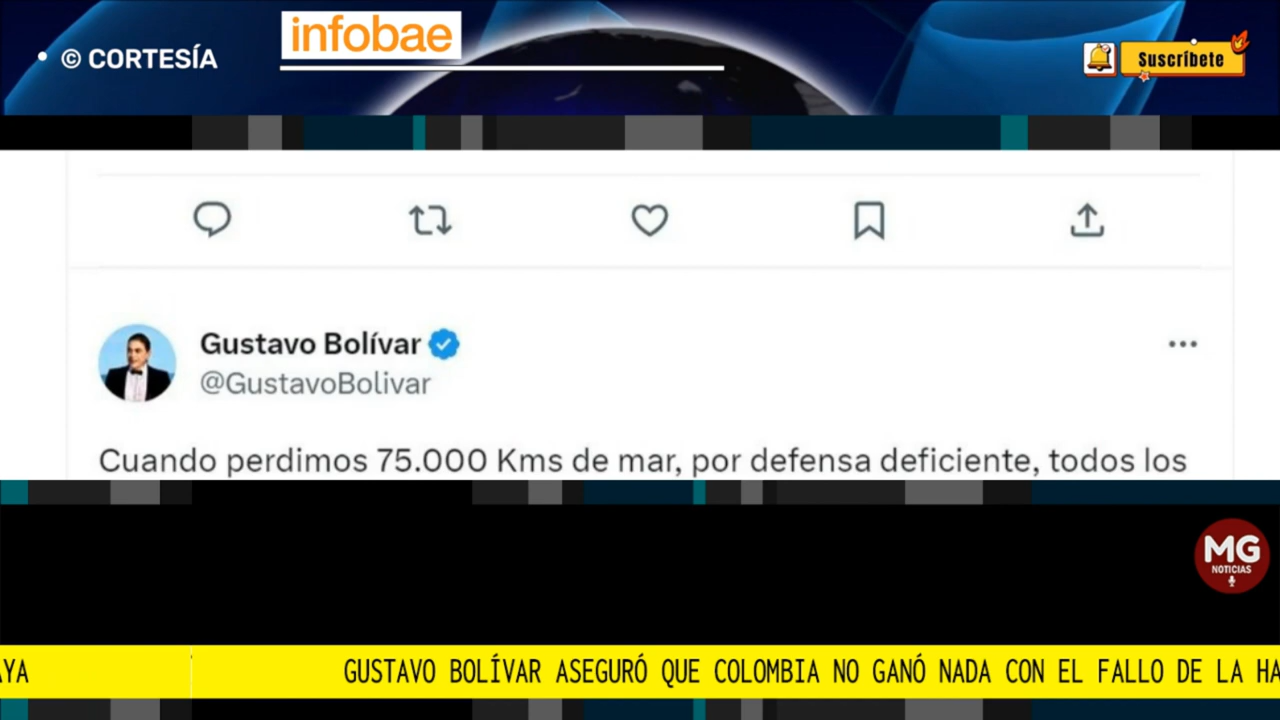 © CORTESÍA
infobae
Suscríbete
Gustavo Bolívar
@GustavoBolivar
Cuando perdimos 75.000 Kms de mar, por defensa deficiente, todos los
MG
NOTICIAS
AYA GUSTAVO BOLÍVAR ASEGURÓ QUE COLOMBIA NO GANÓ NADA CON EL FALLO DE LA HA